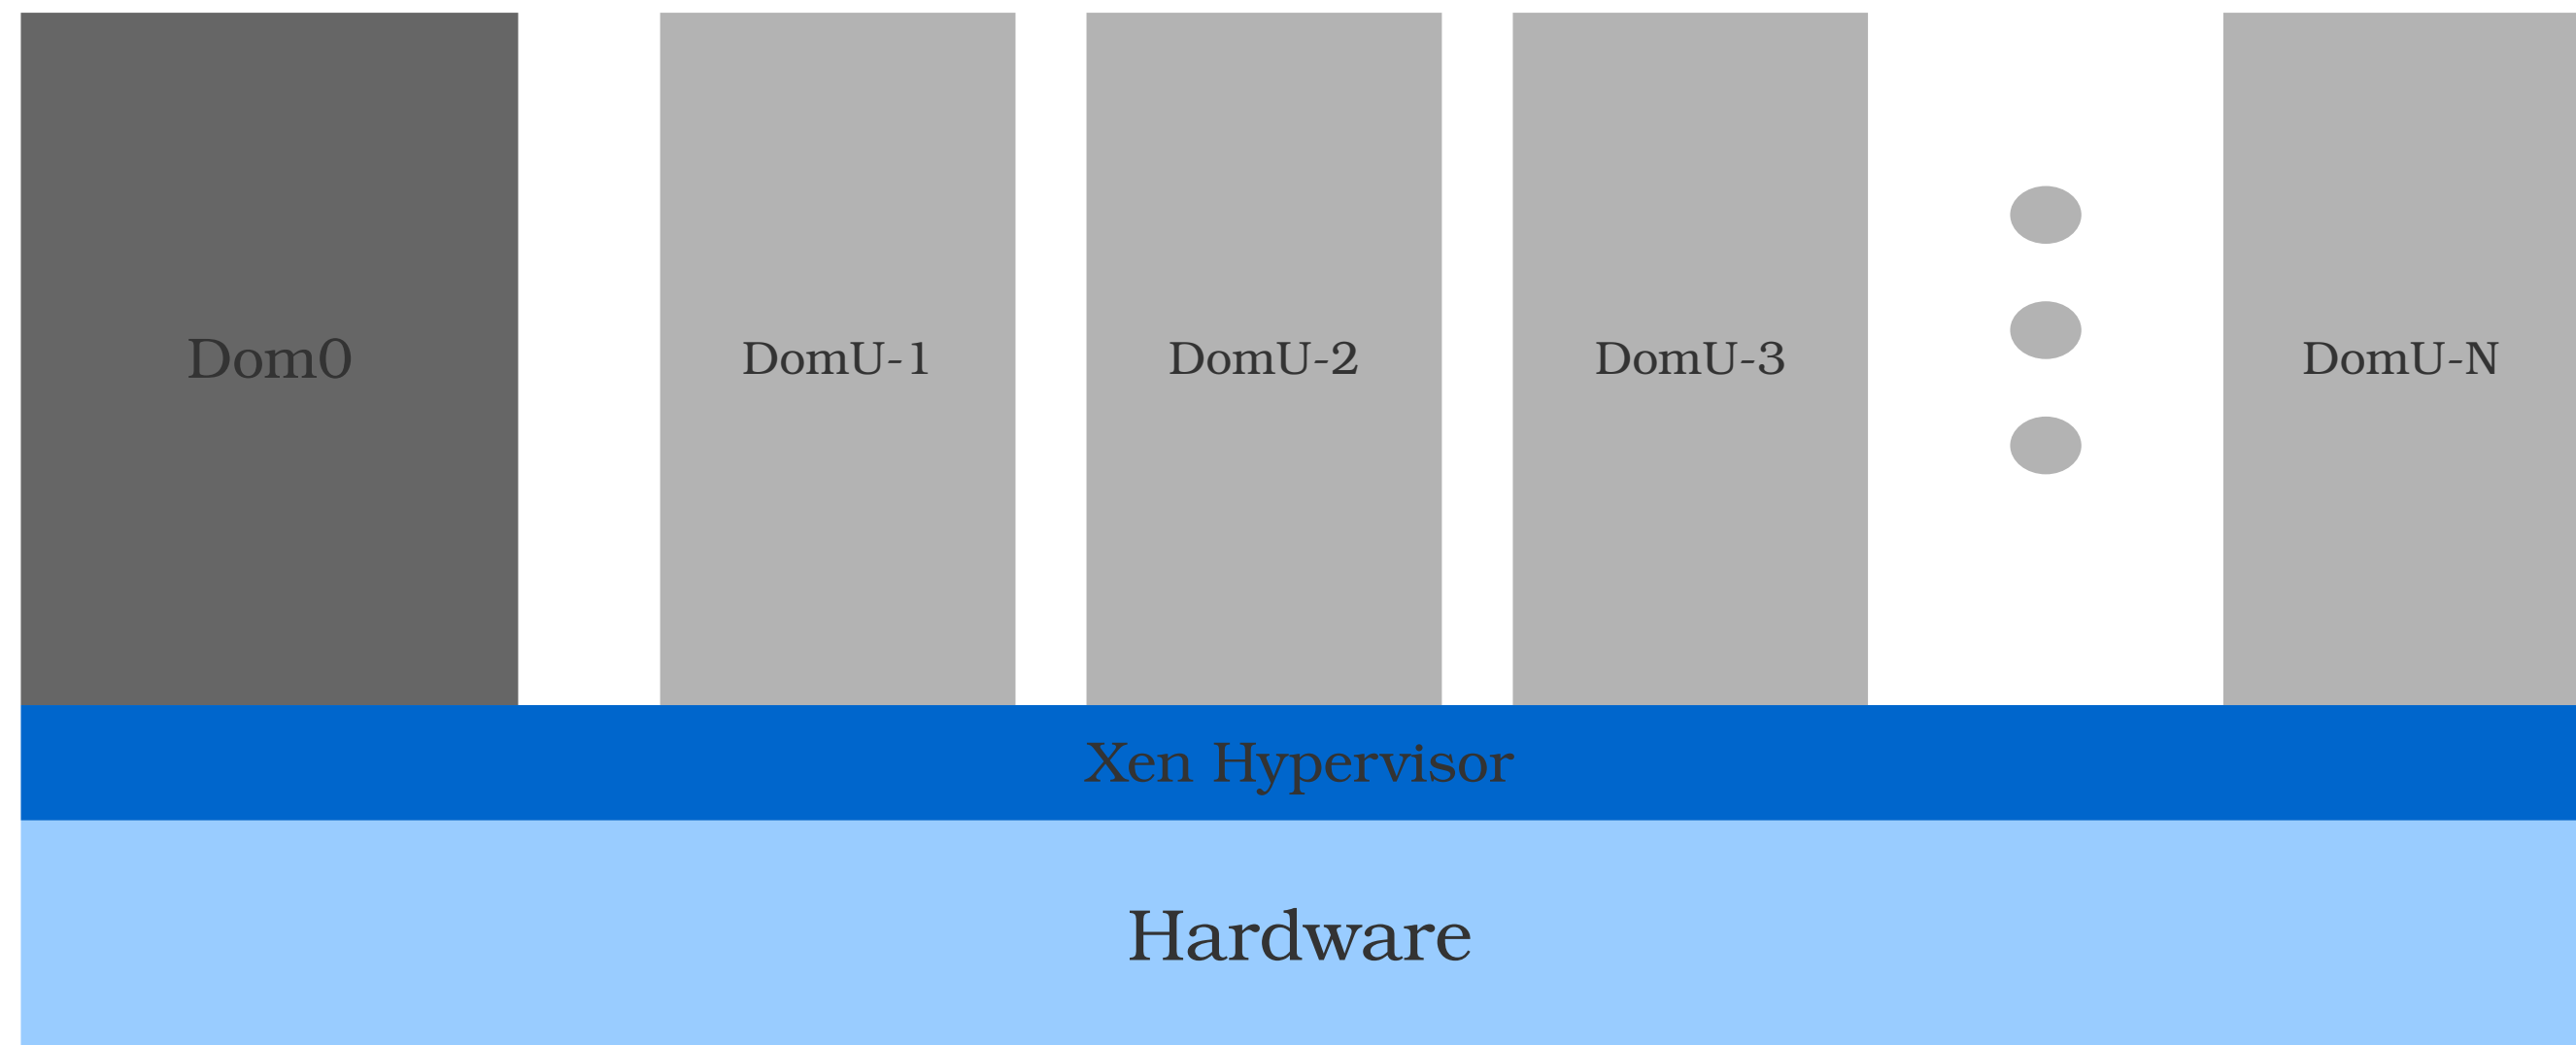 Dom0
DomU-1
DomU-2
DomU-3
DomU-N
Xen Hypervisor
Hardware